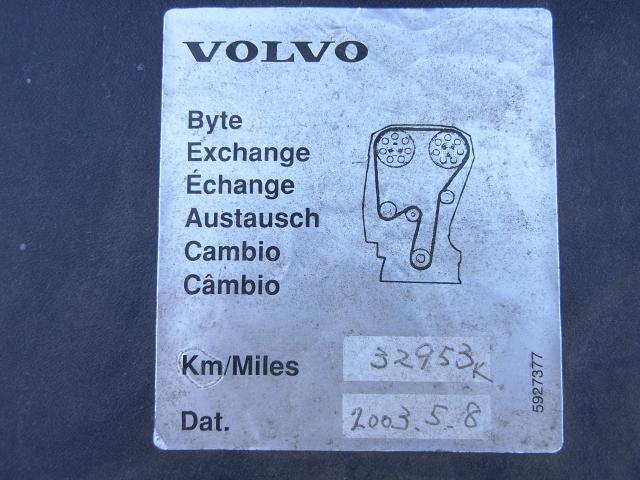 VOLVO
Byte
Exchange
Échange
Austausch
Cambio
Câmbio
Km/Miles 32953K
Dat. 2003.5.8
5927377